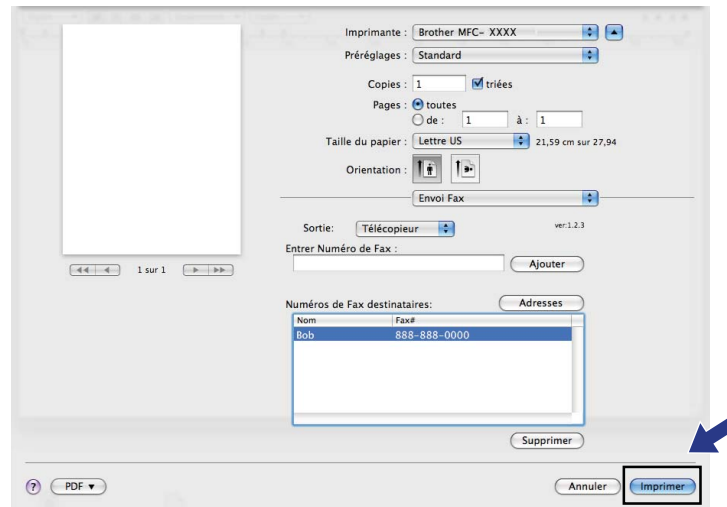 Imprimante : Brother MFC- XXXX
Préréglages : Standard
Copies : 1 triées
Pages : toutes
de : 1 à : 1
Taille du papier : Lettre US 21,59 cm sur 27,94
Orientation :
Envoi Fax
Sortie: Télécopieur ver:1.2.3
Entrer Numéro de Fax :
1 sur 1 Ajouter
Numéros de Fax destinataires: Adresses
Nom Fax#
Bob 888-888-0000
Supprimer
? PDF Annuler Imprimer